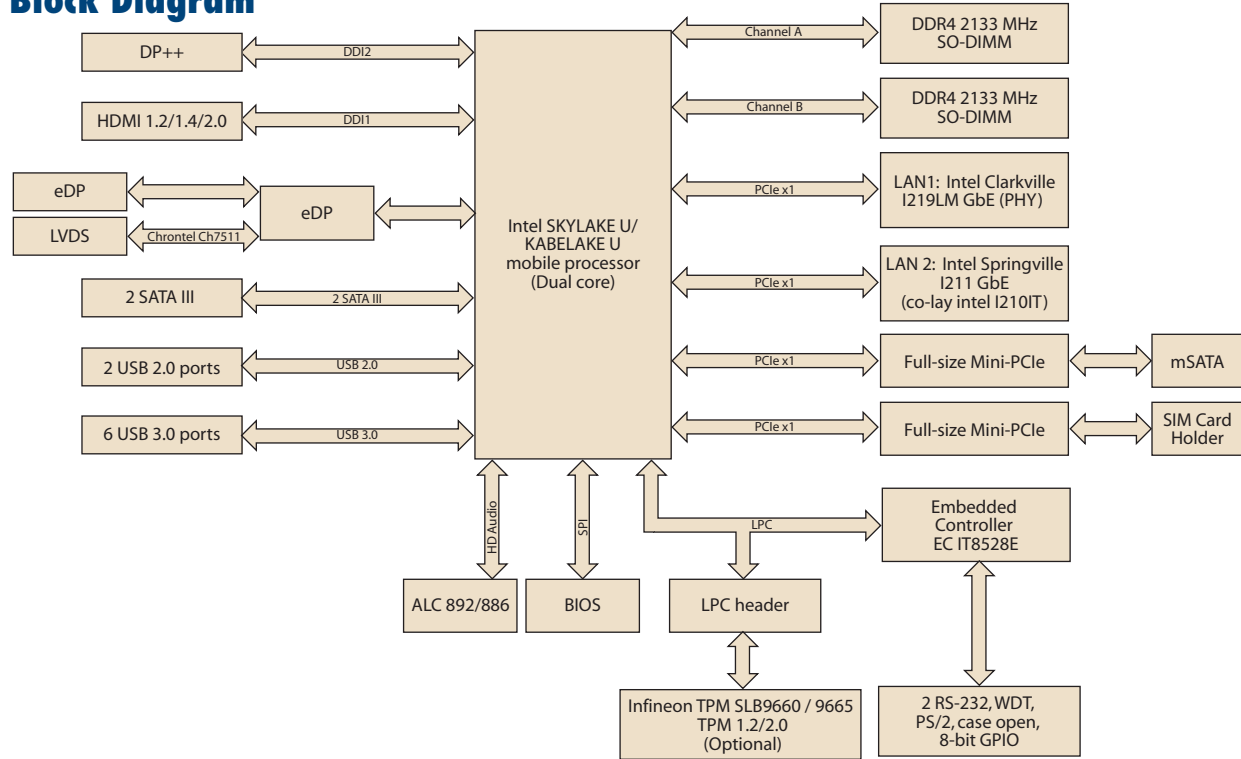 Block Diagram
DP++
DDI2
HDMI 1.2/1.4/2.0
DDI1
eDP
LVDS
Chrontel Ch7511
eDP
2 SATA III
2 SATA III
2 USB 2.0 ports
USB 2.0
6 USB 3.0 ports
USB 3.0
Intel SKYLAKE U/
KABELAKE U
mobile processor
(Dual core)
Channel A
DDR4 2133 MHz
SO-DIMM
Channel B
DDR4 2133 MHz
SO-DIMM
PCIe x1
LAN1: Intel Clarkville
I219LM GbE (PHY)
PCIe x1
LAN 2: Intel Springville
I211 GbE
(co-lay intel I210IT)
PCIe x1
Full-size Mini-PCIe
mSATA
PCIe x1
Full-size Mini-PCIe
SIM Card
Holder
HD Audio
SPI
LPC
Embedded
Controller
EC IT8528E
ALC 892/886
BIOS
LPC header
Infineon TPM SLB9660 / 9665
TPM 1.2/2.0
(Optional)
2 RS-232, WDT,
PS/2, case open,
8-bit GPIO